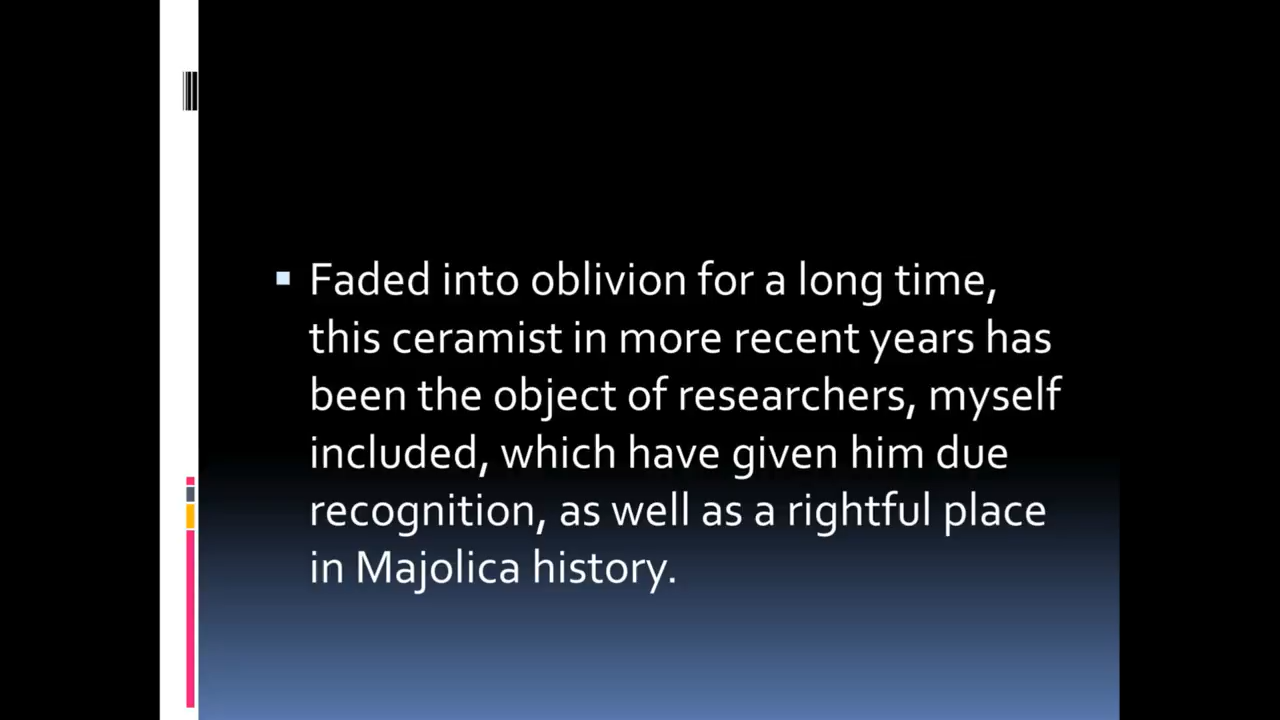 Faded into oblivion for a long time,
this ceramist in more recent years has
been the object of researchers, myself
included, which have given him due
recognition, as well as a rightful place
in Majolica history.